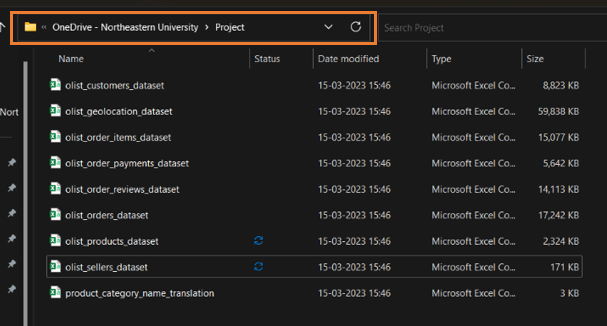 « OneDrive - Northeastern University > Project Search Project
Name Status Date modified Type Size
olist_customers_dataset 15-03-2023 15:46 Microsoft Excel Co... 8,823 KB
Nort olist_geolocation_dataset 15-03-2023 15:46 Microsoft Excel Co... 59,838 KB
olist_order_items_dataset 15-03-2023 15:46 Microsoft Excel Co... 15,077 KB
olist_order_payments_dataset 15-03-2023 15:46 Microsoft Excel Co... 5,642 KB
olist_order_reviews_dataset 15-03-2023 15:46 Microsoft Excel Co... 14,113 KB
olist_orders_dataset 15-03-2023 15:46 Microsoft Excel Co... 17,242 KB
olist_products_dataset 15-03-2023 15:46 Microsoft Excel Co... 2,324 KB
olist_sellers_dataset 15-03-2023 15:46 Microsoft Excel Co... 171 KB
product_category_name_translation 15-03-2023 15:46 Microsoft Excel Co... 3 KB